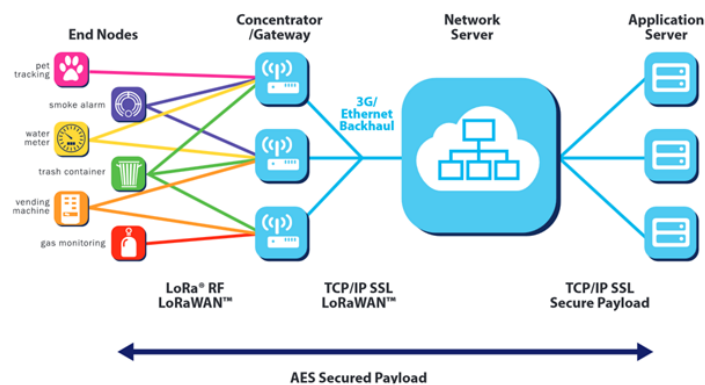 End Nodes
Concentrator
/Gateway
Network
Server
Application
Server
pet
tracking
smoke alarm
water
meter
trash container
vending
machine
gas monitoring
3G/
Ethernet
Backhaul
LoRa® RF
LoRaWAN™
TCP/IP SSL
LoRaWAN™
TCP/IP SSL
Secure Payload
AES Secured Payload